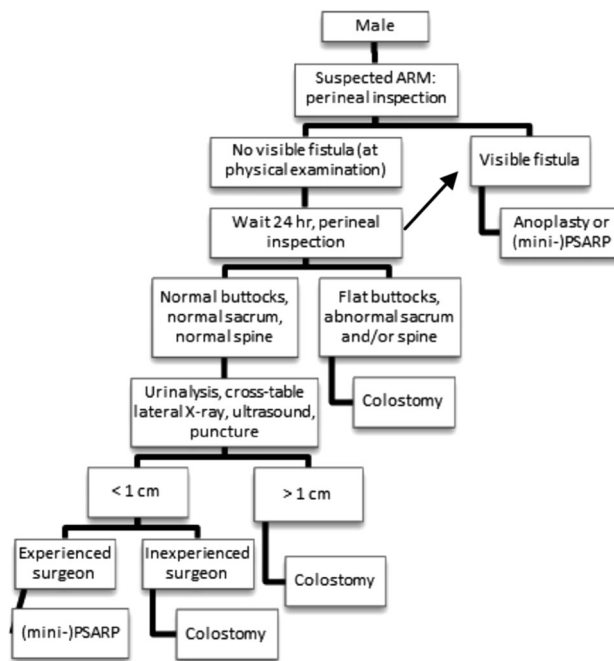 Male
Suspected ARM:
perineal inspection
No visible fistula (at
physical examination)
Visible fistula
Wait 24 hr, perineal
inspection
Anoplasty or
(mini-)PSARP
Normal buttocks,
normal sacrum,
normal spine
Flat buttocks,
abnormal sacrum
and/or spine
Urinalysis, cross-table
lateral X-ray, ultrasound,
puncture
Colostomy
< 1 cm
> 1 cm
Experienced
surgeon
Inexperienced
surgeon
Colostomy
(mini-)PSARP
Colostomy